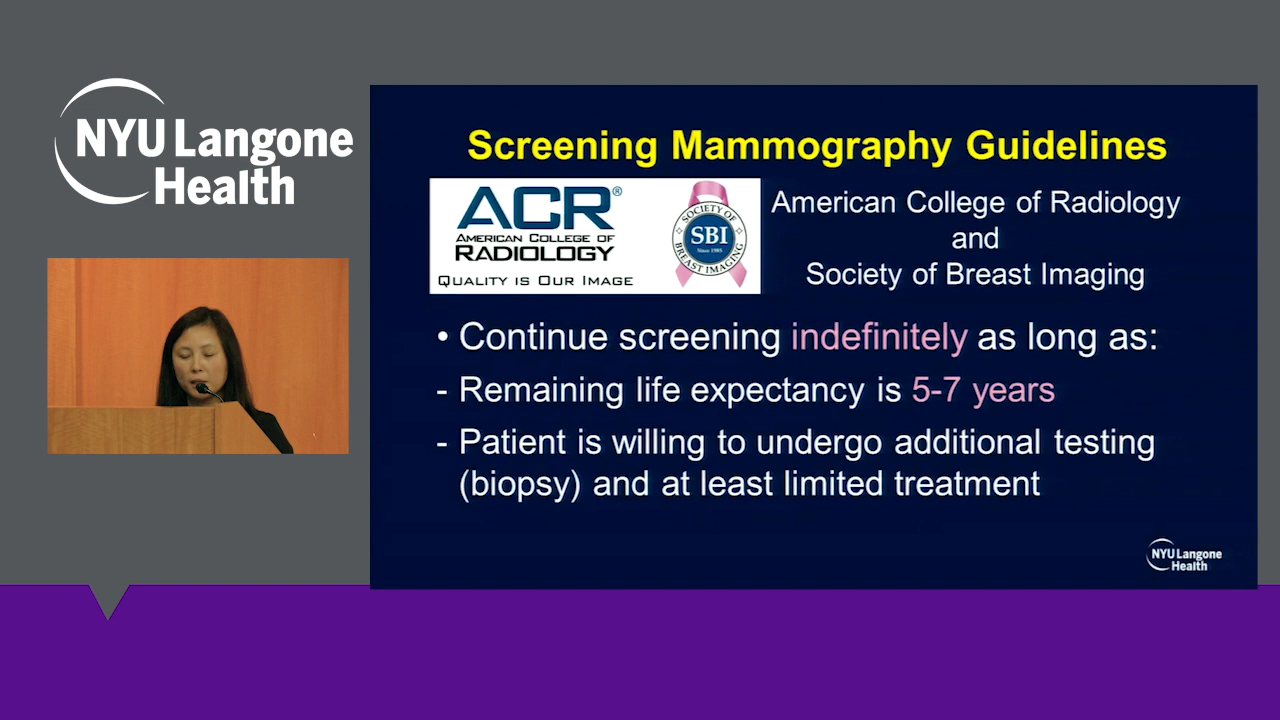 NYU Langone
Health
Screening Mammography Guidelines
ACR®
AMERICAN COLLEGE OF
RADIOLOGY
QUALITY IS OUR IMAGE
SOCIETY OF
SBI
Since 1985
BREAST IMAGING
American College of Radiology
and
Society of Breast Imaging
• Continue screening indefinitely as long as:
- Remaining life expectancy is 5-7 years
- Patient is willing to undergo additional testing
(biopsy) and at least limited treatment
NYU Langone
Health